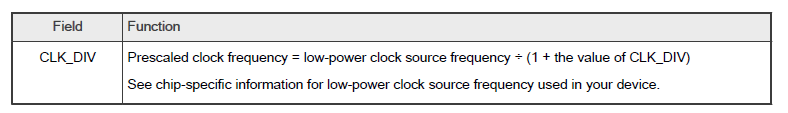 Field Function
CLK_DIV Prescaled clock frequency = low-power clock source frequency ÷ (1 + the value of CLK_DIV)
See chip-specific information for low-power clock source frequency used in your device.